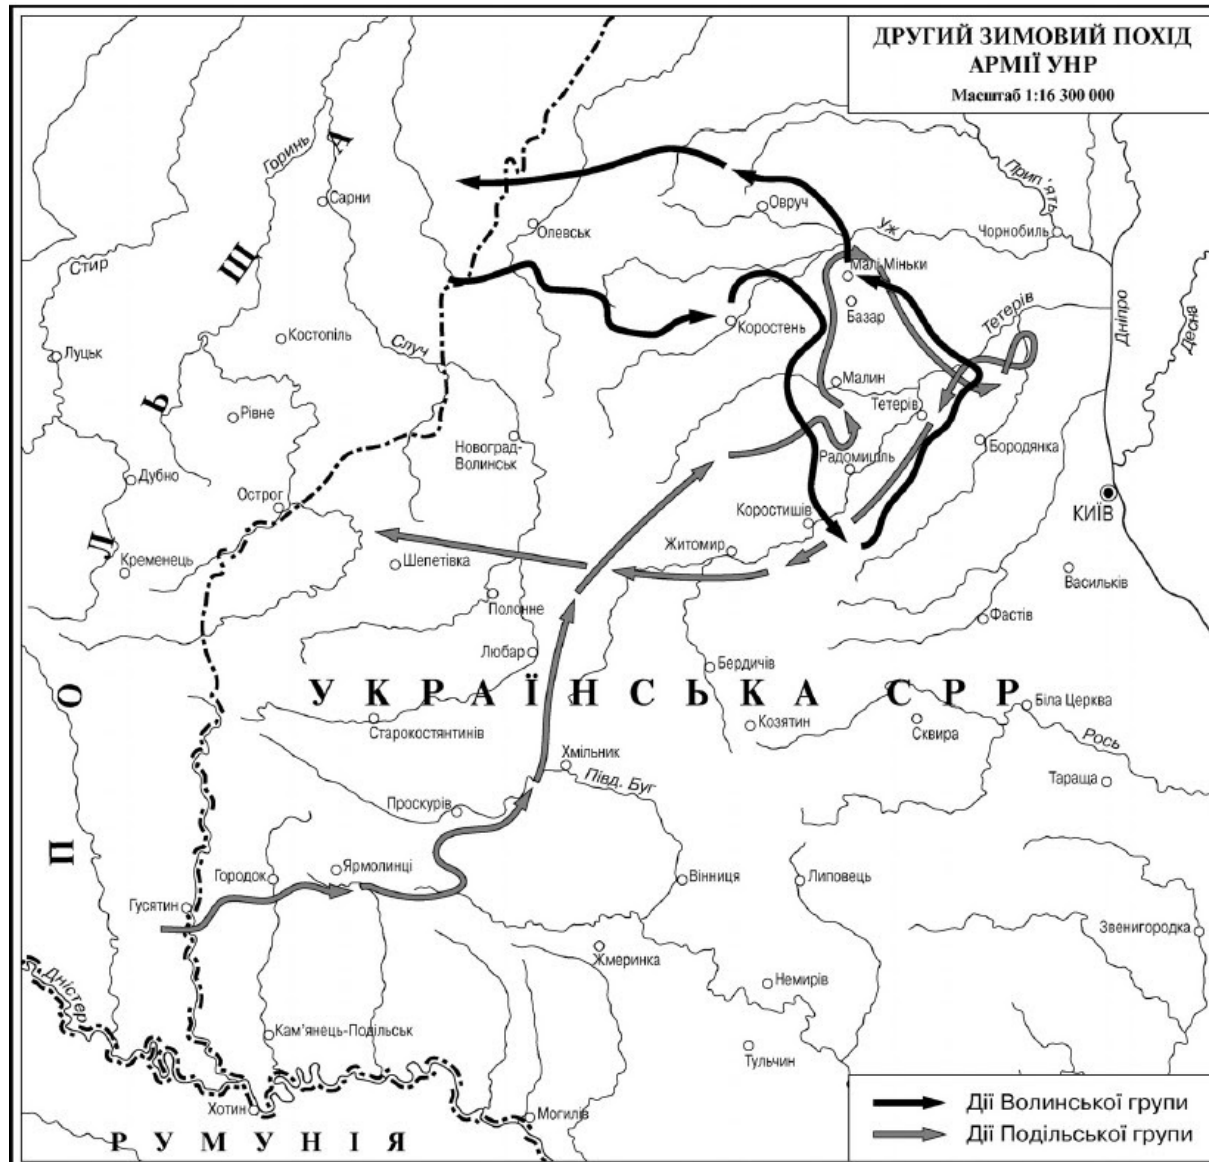 ДРУГИЙ ЗИМОВИЙ ПОХІД
АРМІЇ УНР
Масштаб 1:16 300 000
Горинь
Прип'ять
Сарни
Овруч
Олевськ
Уж
Чорнобиль
Стир
Малі-Міньки
Базар
Тетерів
Дніпро
Десна
Костопіль
Коростень
Случ
Луцьк
Малин
Рівне
Тетерів
Новоград-
Волинськ
Бородянка
Радомишль
Дубно
Острог
Коростишів
КИЇВ
Житомир
Кременець
Шепетівка
Васильків
Полонне
Фастів
Любар
Бердичів
ПОЛЬЩА
УКРАЇНСЬКА СРР
Біла Церква
Старокостянтинів
Козятин
Сквира
Рось
Хмільник
Півд. Буг
Тараща
Проскурів
Городок
Ярмолинці
Вінниця
Липовець
Гусятин
Звенигородка
Жмеринка
Дністер
Немирів
Кам'янець-Подільськ
Тульчин
Хотин
Могилів
РУМУНІЯ
Дії Волинської групи
Дії Подільської групи